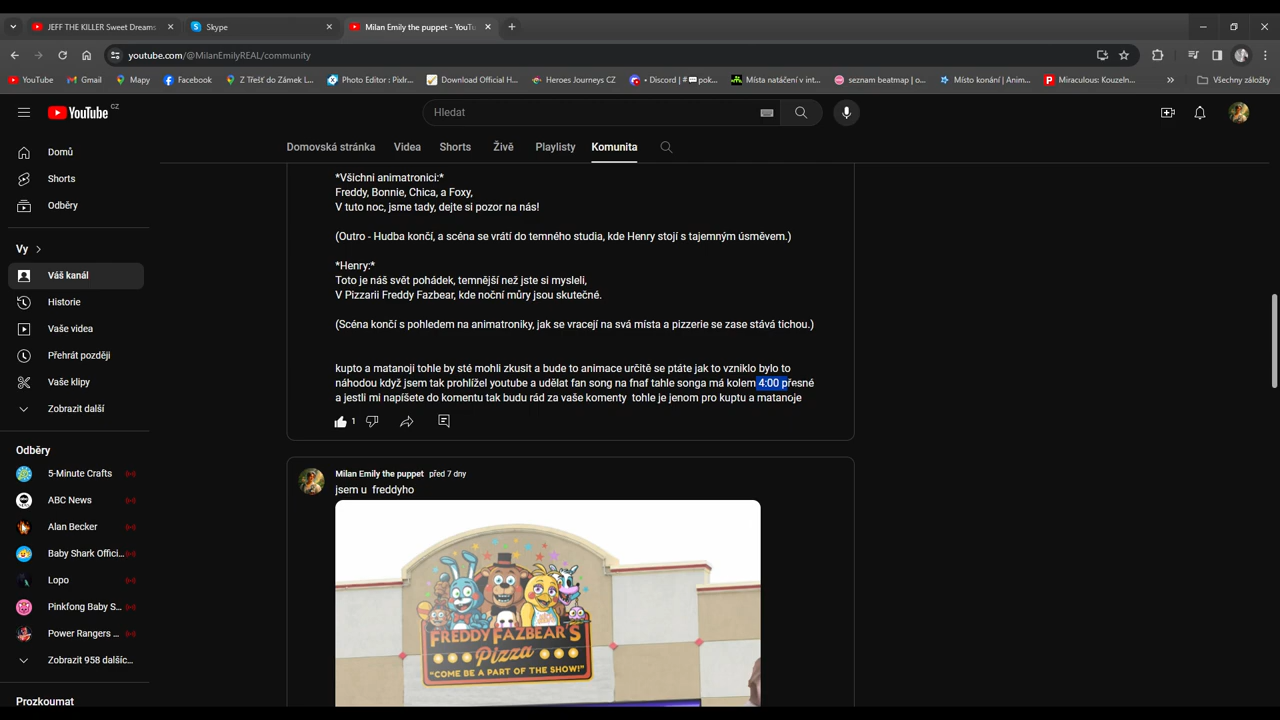 JEFF THE KILLER Sweet Dreams
Skype
Milan Emily the puppet - YouTu
youtube.com/@MilanEmilyREAL/community
YouTube
Gmail
Mapy
Facebook
Z Třešť do Zámek L...
Photo Editor : Pixlr...
Download Official H...
Heroes Journeys CZ
• Discord | #💬pok...
Místa natáčení v int...
seznam beatmap | o...
Místo konání | Anim...
Miraculous: Kouzeln...
Všechny záložky
YouTube CZ
Hledat
Domovská stránka
Videa
Shorts
Živě
Playlisty
Komunita
Domů
Shorts
Odběry
Vy
Váš kanál
Historie
Vaše videa
Přehrát později
Vaše klipy
Zobrazit další
Odběry
5-Minute Crafts
ABC News
Alan Becker
Baby Shark Offici...
Lopo
Pinkfong Baby S...
Power Rangers ...
Zobrazit 958 dalšíc...
Prozkoumat
*Všichni animatronici:*
Freddy, Bonnie, Chica, a Foxy,
V tuto noc, jsme tady, dejte si pozor na nás!
(Outro - Hudba končí, a scéna se vrátí do temného studia, kde Henry stojí s tajemným úsměvem.)
*Henry:*
Toto je náš svět pohádek, temnější než jste si mysleli,
V Pizzarii Freddy Fazbear, kde noční můry jsou skutečné.
(Scéna končí s pohledem na animatroniky, jak se vracejí na svá místa a pizzerie se zase stává tichou.)
kupto a matanoji tohle by sté mohli zkusit a bude to animace určitě se ptáte jak to vzniklo bylo to
náhodou když jsem tak prohlížel youtube a udělat fan song na fnaf tahle songa má kolem 4:00 přesné
a jestli mi napíšete do komentu tak budu rád za vaše komenty tohle je jenom pro kuptu a matanoje
1
Milan Emily the puppet před 7 dny
jsem u freddyho
FREDDY FAZBEAR'S
Pizza
"COME BE A PART OF THE SHOW!"